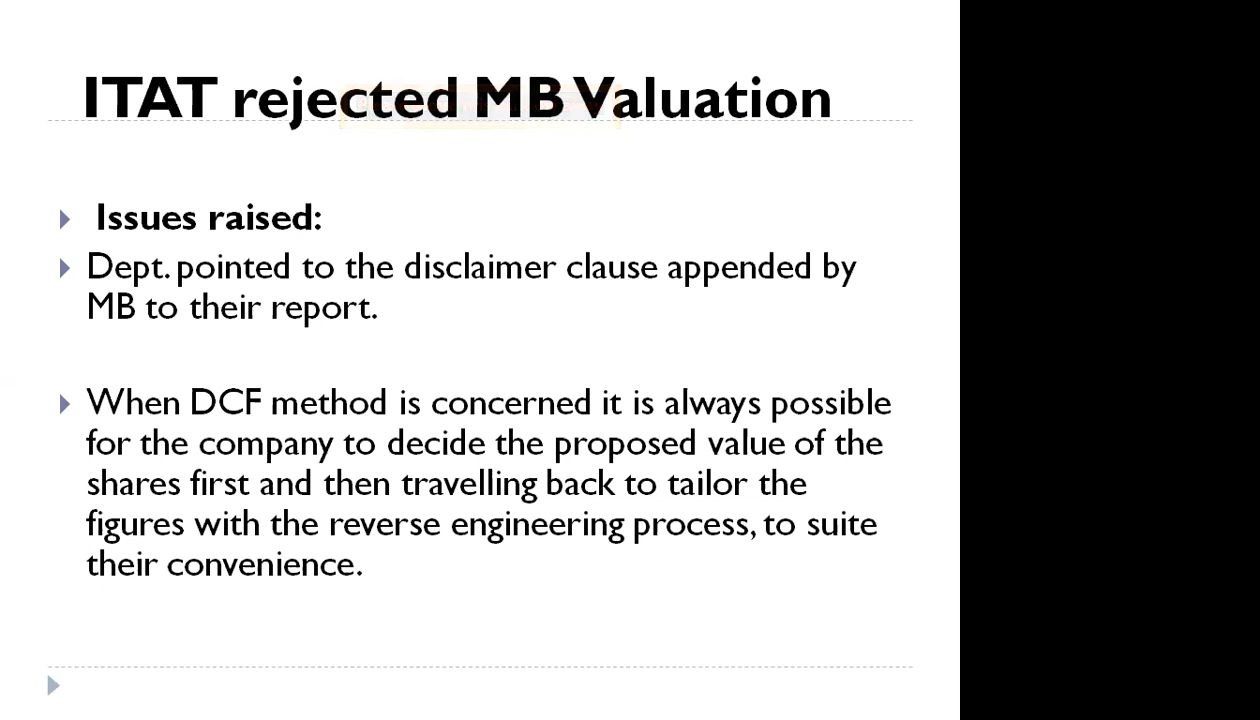 ITAT rejected MB Valuation
Issues raised:
Dept. pointed to the disclaimer clause appended by
MB to their report.
When DCF method is concerned it is always possible
for the company to decide the proposed value of the
shares first and then travelling back to tailor the
figures with the reverse engineering process, to suite
their convenience.